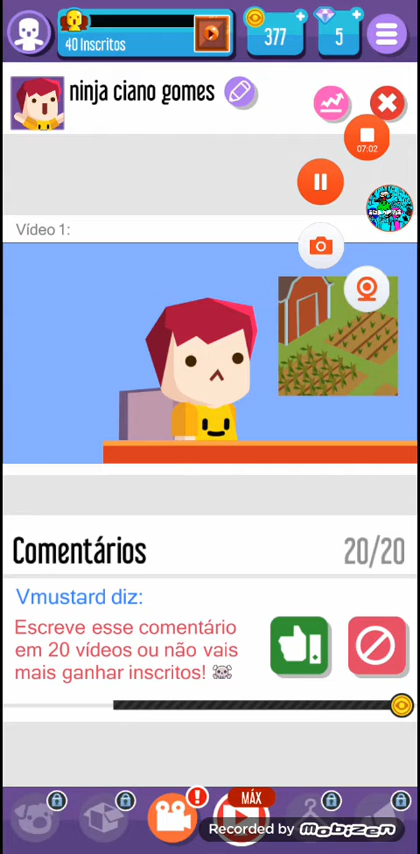 40 Inscritos
377
5
ninja ciano gomes
07:02
Vídeo 1:
Comentários
20/20
Vmustard diz:
Escreve esse comentário
em 20 vídeos ou não vais
mais ganhar inscritos! ☠
MÁX
Recorded by mobizen